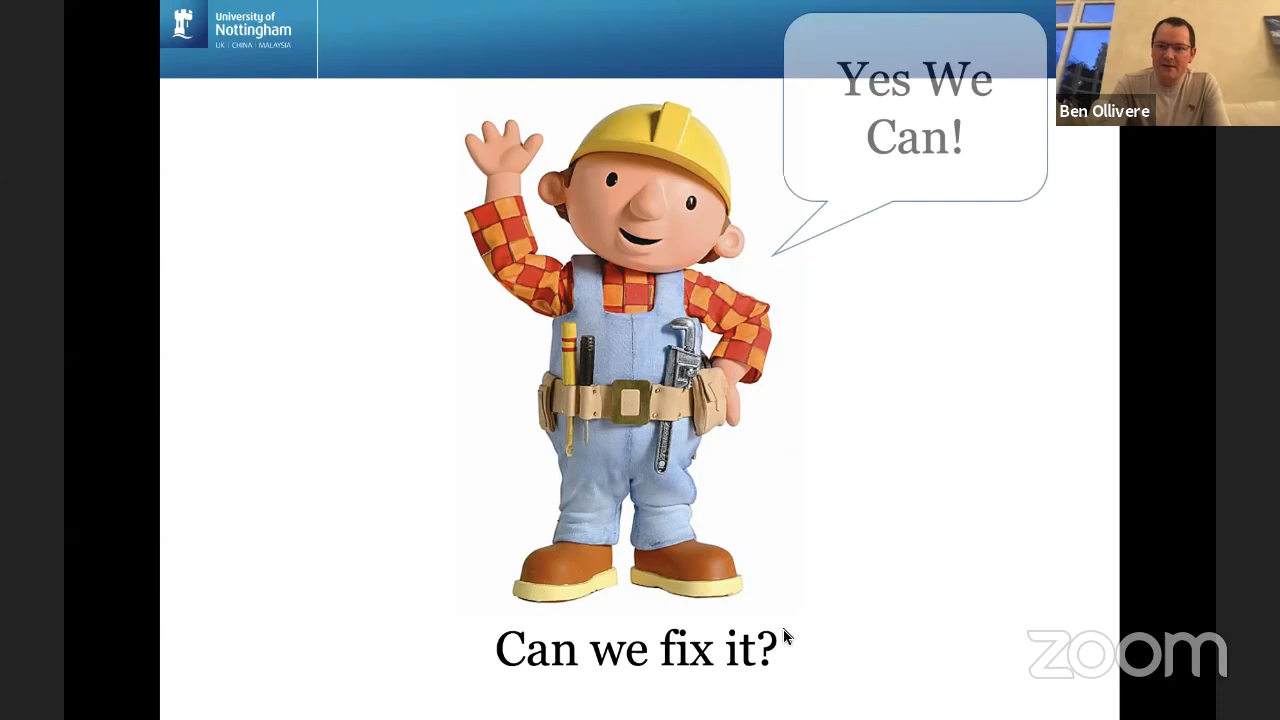 University of
Nottingham
UK | CHINA | MALAYSIA
Yes We
Can!
Ben Ollivere
Can we fix it?
zoom